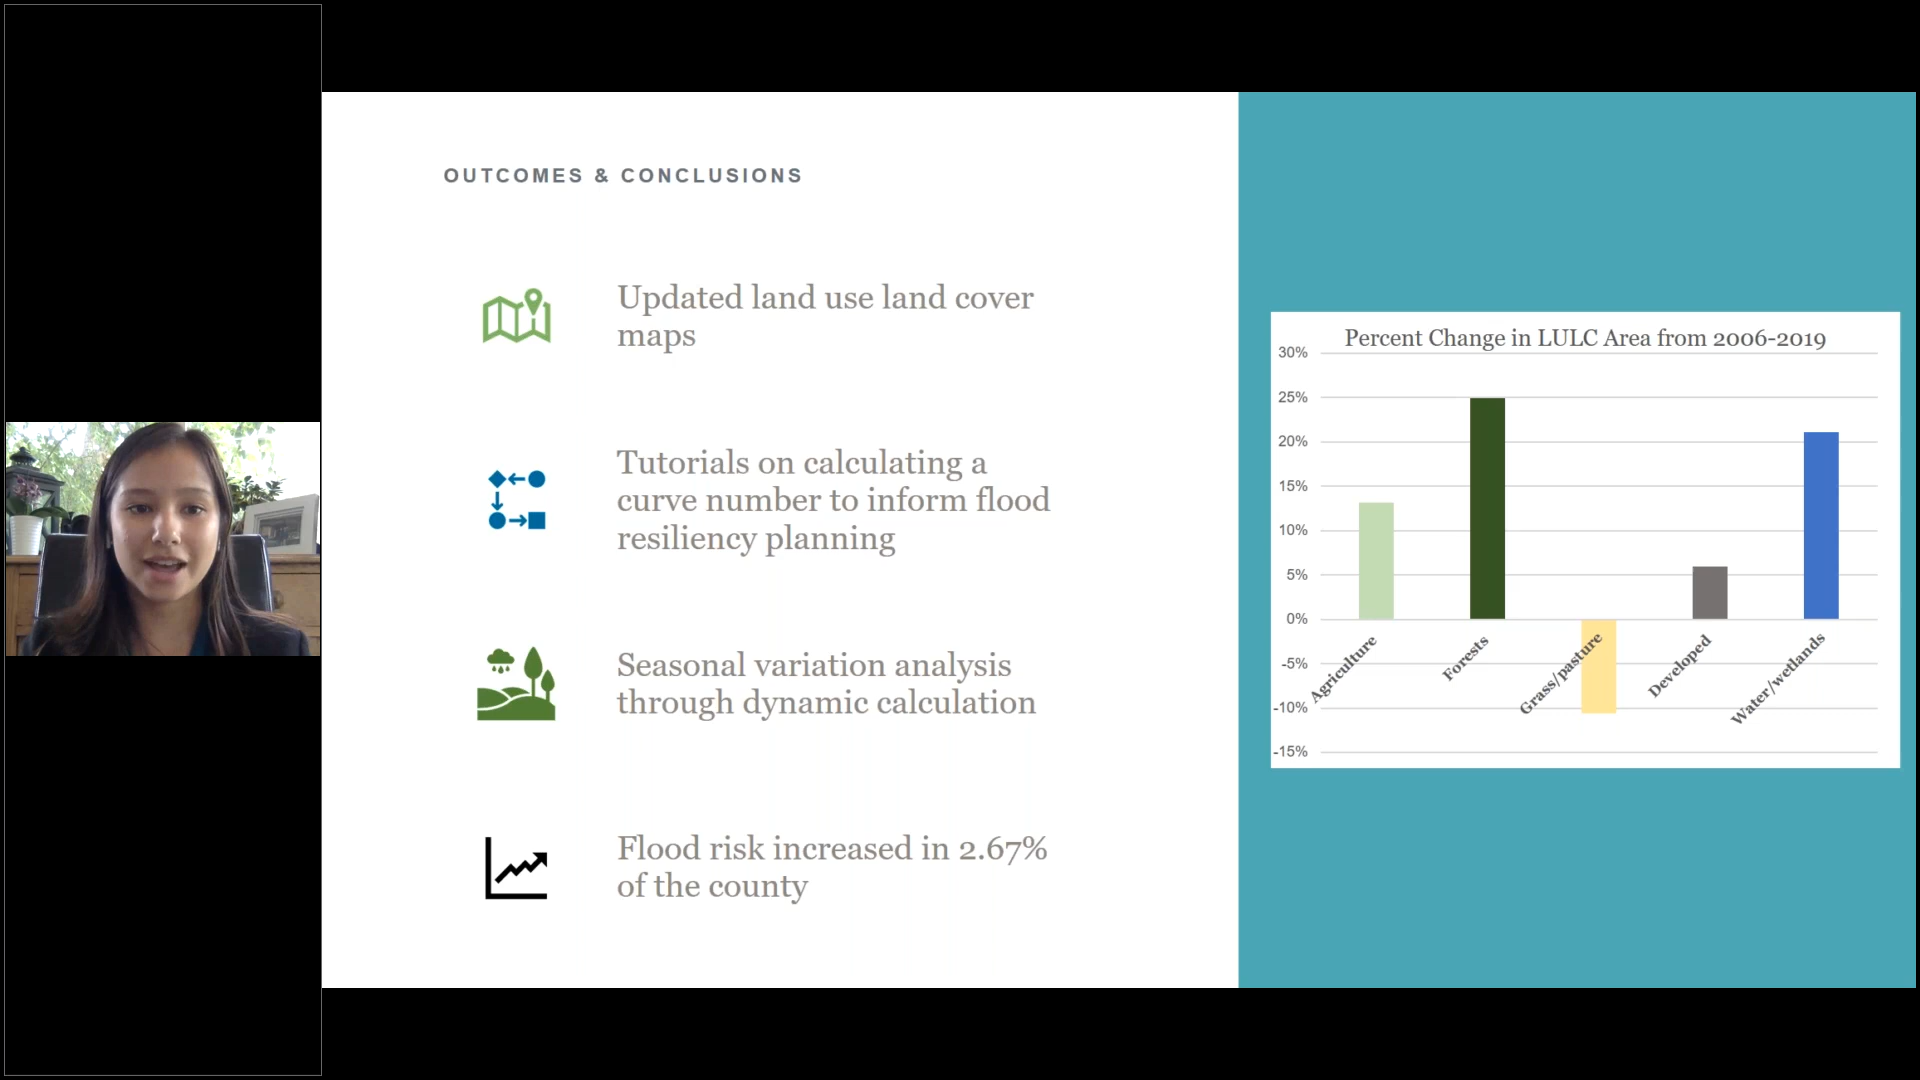 OUTCOMES & CONCLUSIONS
Updated land use land cover
maps
Tutorials on calculating a
curve number to inform flood
resiliency planning
Seasonal variation analysis
through dynamic calculation
Flood risk increased in 2.67%
of the county
Percent Change in LULC Area from 2006-2019
30%
25%
20%
15%
10%
5%
0%
-5%
-10%
-15%
Agriculture
Forests
Grass/pasture
Developed
Water/wetlands